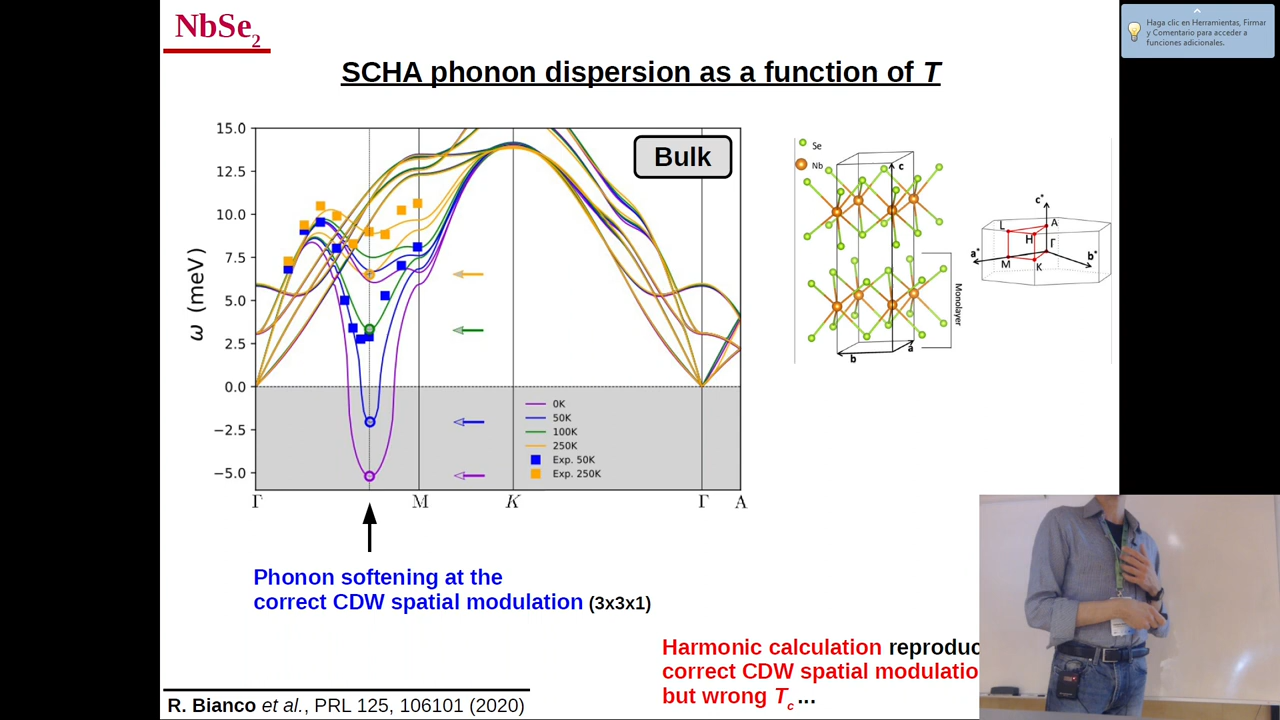 NbSe2
SCHA phonon dispersion as a function of T
Haga clic en Herramientas, Firmar
y Comentario para acceder a
funciones adicionales.
15.0
12.5
10.0
7.5
5.0
2.5
0.0
−2.5
−5.0
ω (meV)
Bulk
0K
50K
100K
250K
Exp. 50K
Exp. 250K
Γ
M
K
Γ
A
Se
Nb
c
b
a
Monolayer
c*
L
A
H
Γ
a*
M
K
b*
Phonon softening at the
correct CDW spatial modulation (3x3x1)
Harmonic calculation reproduc
correct CDW spatial modulatio
but wrong Tc ...
R. Bianco et al., PRL 125, 106101 (2020)